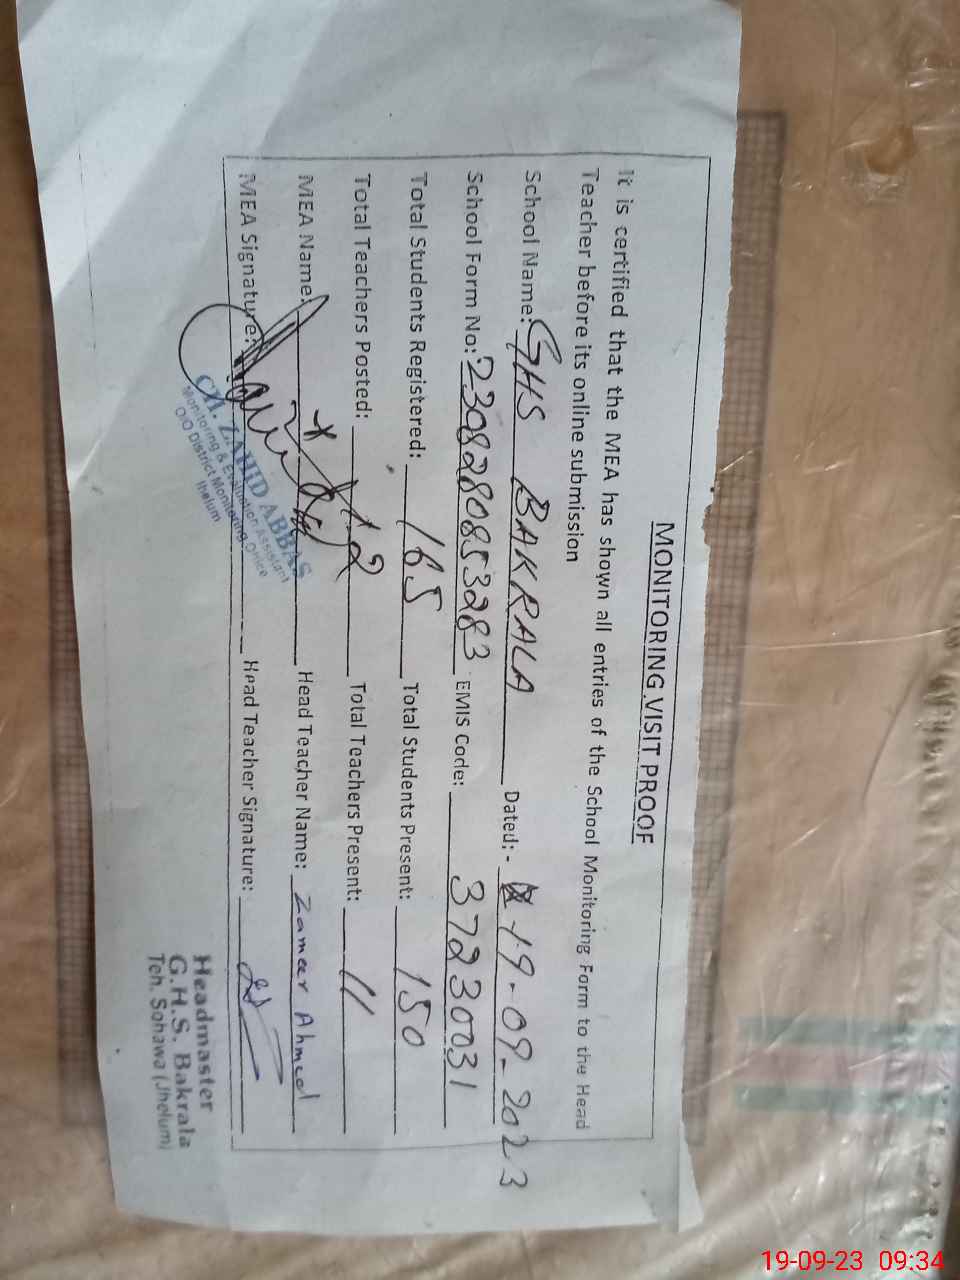 MONITORING VISIT PROOF
It is certified that the MEA has shown all entries of the School Monitoring Form to the Head
Teacher before its online submission
School Name: GHS BAKRALA Dated: - 19-09-2023
School Form No: 2308280853283 EMIS Code: 37230031
Total Students Registered: 165 Total Students Present: 150
Total Teachers Posted: 12 Total Teachers Present: 11
MEA Name: Head Teacher Name: Zameer Ahmed
MEA Signature: Head Teacher Signature:
CH. ZAHID ABBAS
Monitoring & Evaluation Assistant
O/O District Monitoring Office
Jhelum
Headmaster
G.H.S. Bakrala
Teh. Sohawa (Jhelum)
19-09-23 09:34